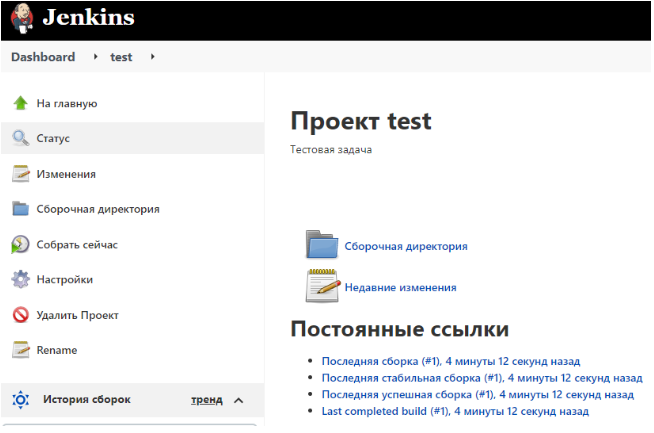 Jenkins
Dashboard test
На главную
Статус
Изменения
Сборочная директория
Собрать сейчас
Настройки
Удалить Проект
Rename
История сборок тренд
Проект test
Тестовая задача
Сборочная директория
Недавние изменения
Постоянные ссылки
Последняя сборка (#1), 4 минуты 12 секунд назад
Последняя стабильная сборка (#1), 4 минуты 12 секунд назад
Последняя успешная сборка (#1), 4 минуты 12 секунд назад
Last completed build (#1), 4 минуты 12 секунд назад